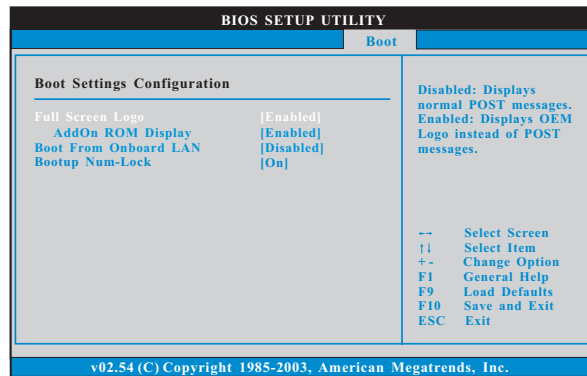 BIOS SETUP UTILITY
Boot
Boot Settings Configuration
Full Screen Logo [Enabled]
AddOn ROM Display [Enabled]
Boot From Onboard LAN [Disabled]
Bootup Num-Lock [On]
Disabled: Displays
normal POST messages.
Enabled: Displays OEM
Logo instead of POST
messages.
←→ Select Screen
↑↓ Select Item
+ - Change Option
F1 General Help
F9 Load Defaults
F10 Save and Exit
ESC Exit
v02.54 (C) Copyright 1985-2003, American Megatrends, Inc.